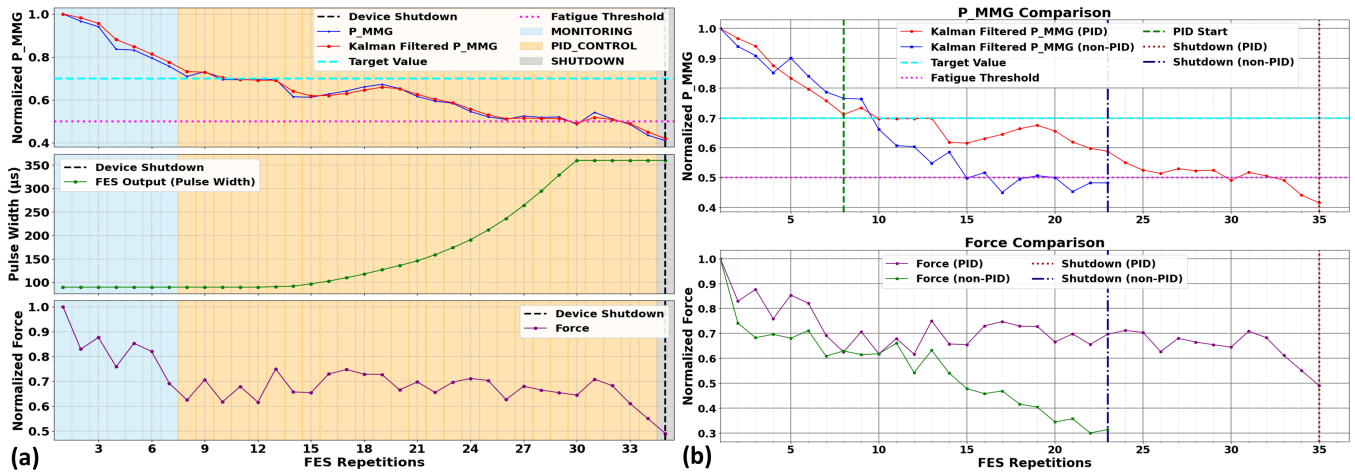 Normalized P_MMG
1.0
0.8
0.6
0.4
Device Shutdown
P_MMG
Kalman Filtered P_MMG
Target Value
Fatigue Threshold
MONITORING
PID_CONTROL
SHUTDOWN
Pulse Width (μs)
350
300
250
200
150
100
Device Shutdown
FES Output (Pulse Width)
Normalized Force
1.0
0.9
0.8
0.7
0.6
0.5
Device Shutdown
Force
3 6 9 12 15 18 21 24 27 30 33
FES Repetitions
(a)
P_MMG Comparison
Normalized P_MMG
1.0
0.9
0.8
0.7
0.6
0.5
0.4
Kalman Filtered P_MMG (PID)
Kalman Filtered P_MMG (non-PID)
Target Value
Fatigue Threshold
PID Start
Shutdown (PID)
Shutdown (non-PID)
5 10 15 20 25 30 35
Force Comparison
Normalized Force
1.0
0.9
0.8
0.7
0.6
0.5
0.4
0.3
Force (PID)
Force (non-PID)
Shutdown (PID)
Shutdown (non-PID)
5 10 15 20 25 30 35
FES Repetitions
(b)